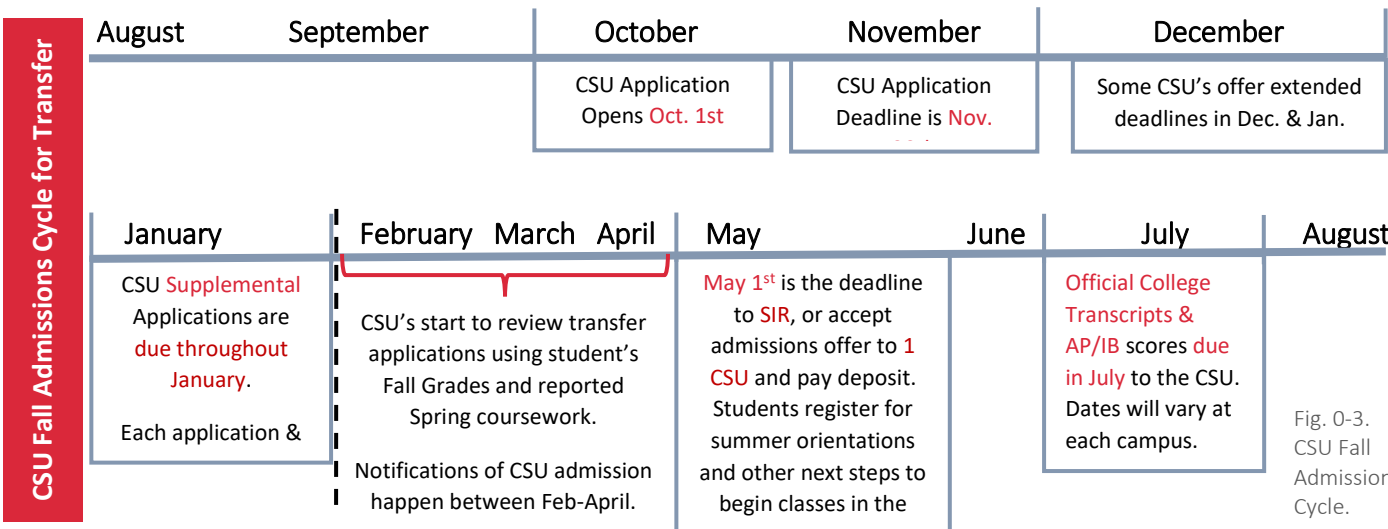 CSU Fall Admissions Cycle for Transfer
August September October November December
CSU Application
Opens Oct. 1st
CSU Application
Deadline is Nov.
Some CSU's offer extended
deadlines in Dec. & Jan.
January February March April May June July August
CSU Supplemental
Applications are
due throughout
January.
Each application &
CSU's start to review transfer
applications using student's
Fall Grades and reported
Spring coursework.
Notifications of CSU admission
happen between Feb-April.
May 1st is the deadline
to SIR, or accept
admissions offer to 1
CSU and pay deposit.
Students register for
summer orientations
and other next steps to
begin classes in the
Official College
Transcripts &
AP/IB scores due
in July to the CSU.
Dates will vary at
each campus.
Fig. 0-3.
CSU Fall
Admission
Cycle.